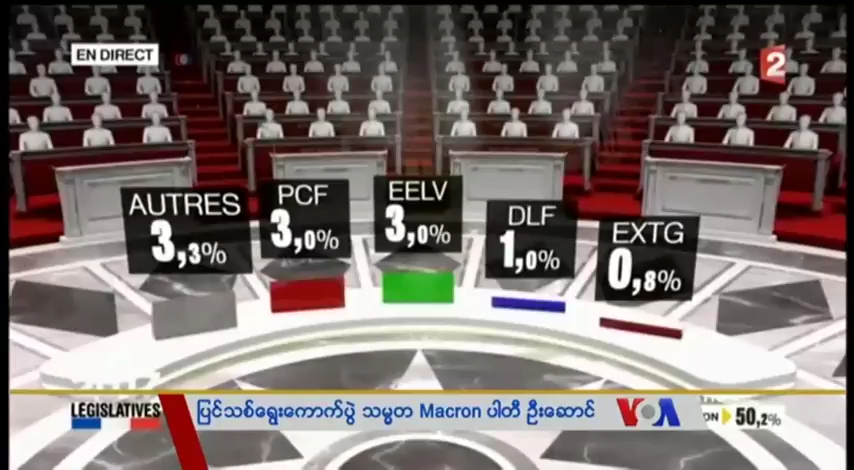 EN DIRECT
2
AUTRES
3,3%
PCF
3,0%
EELV
3,0%
DLF
1,0%
EXTG
0,8%
LÉGISLATIVES
ပြင်သစ်ရွေးကောက်ပွဲ သမ္မတ Macron ပါတီ ဦးဆောင်
VOA
ON 50,2%